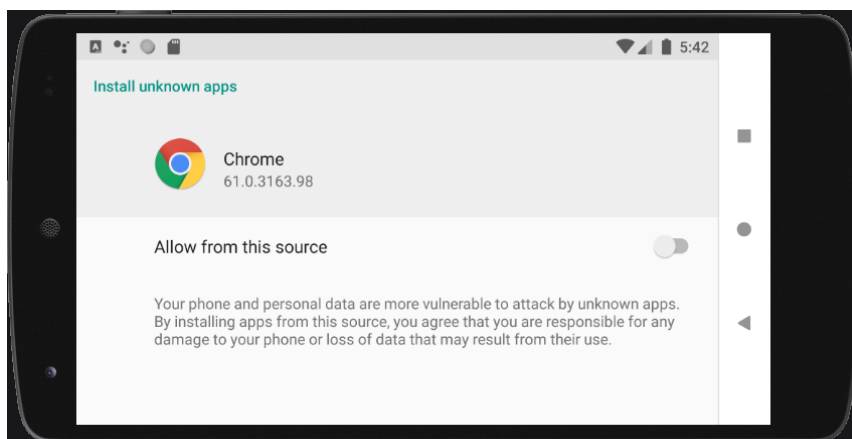 5:42
Install unknown apps
Chrome
61.0.3163.98
Allow from this source
Your phone and personal data are more vulnerable to attack by unknown apps.
By installing apps from this source, you agree that you are responsible for any
damage to your phone or loss of data that may result from their use.